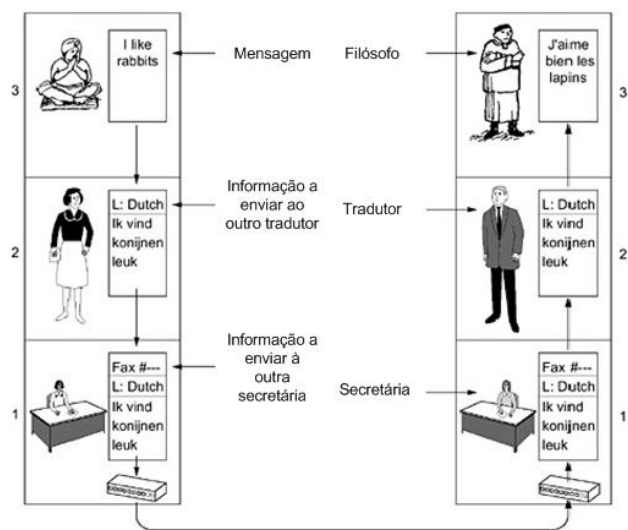 I like
rabbits
Mensagem
Filósofo
J'aime
bien les
lapins
3
3
Informação a
enviar ao
outro tradutor
Tradutor
L: Dutch
Ik vind
konijnen
leuk
L: Dutch
Ik vind
konijnen
leuk
2
2
Informação a
enviar à
outra
secretária
Secretária
Fax #---
L: Dutch
Ik vind
konijnen
leuk
Fax #---
L: Dutch
Ik vind
konijnen
leuk
1
1